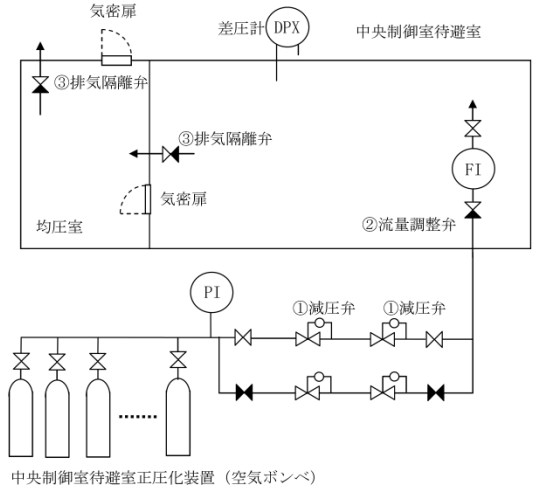 気密扉
差圧計
DPX
中央制御室待避室
③排気隔離弁
③排気隔離弁
FI
気密扉
均圧室
②流量調整弁
PI
①減圧弁
①減圧弁
中央制御室待避室正圧化装置（空気ボンベ）